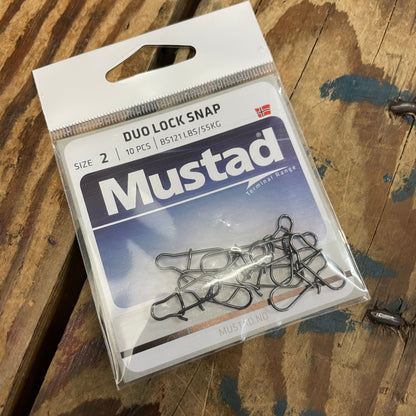 DUO LOCK SNAP
SIZE 2 | 10 PCS | BS121 LBS/55KG
Mustad®
Terminal Range
MUSTAD.NO